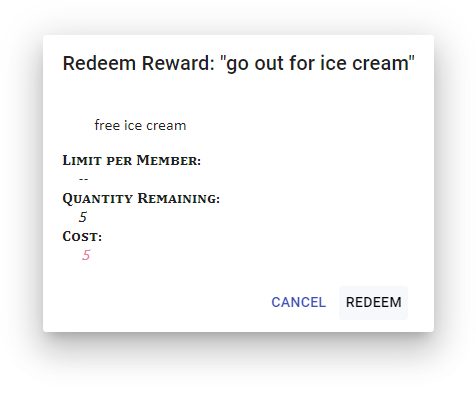 Redeem Reward: "go out for ice cream"
free ice cream
Limit per Member:
--
Quantity Remaining:
5
Cost:
5
CANCEL REDEEM